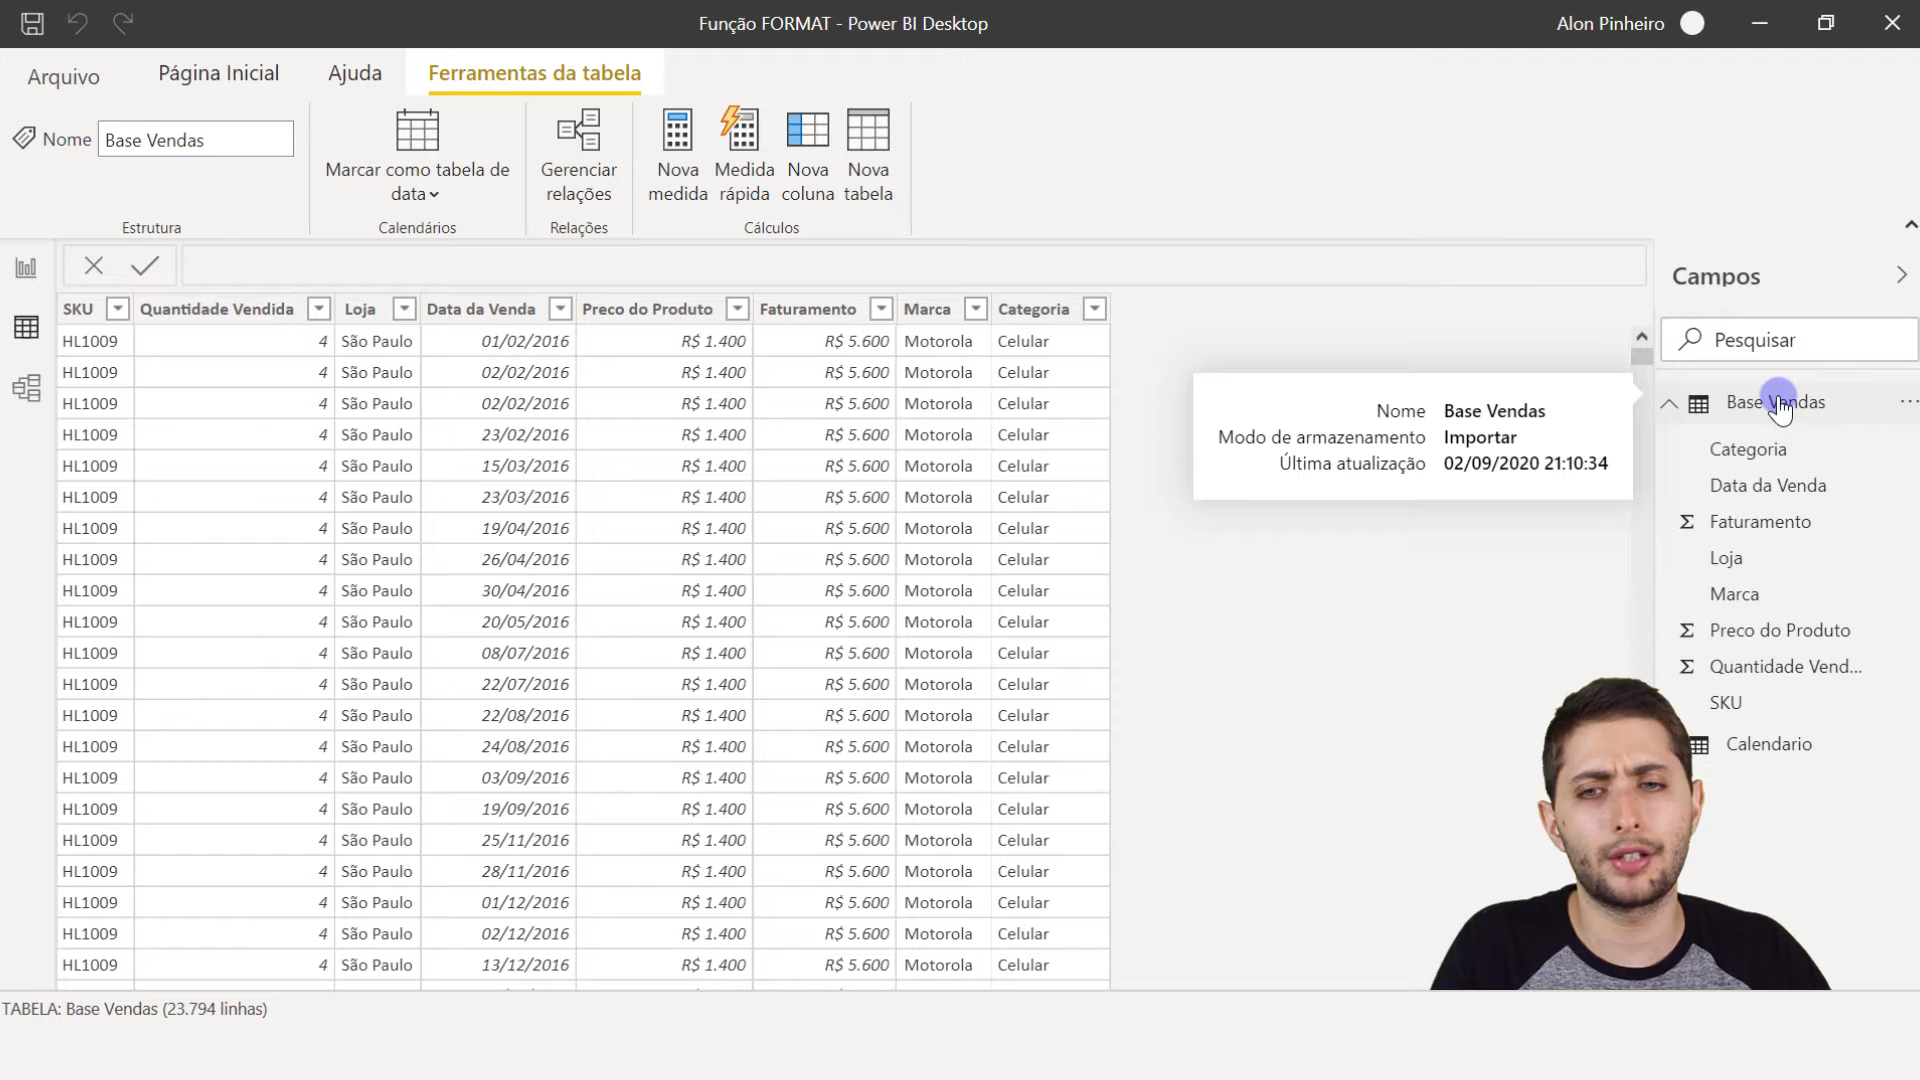 Função FORMAT - Power BI Desktop
Alon Pinheiro
Arquivo
Página Inicial
Ajuda
Ferramentas da tabela
Nome
Base Vendas
Marcar como tabela de
data
Gerenciar
relações
Nova
medida
Medida
rápida
Nova
coluna
Nova
tabela
Estrutura
Calendários
Relações
Cálculos
SKU Quantidade Vendida Loja Data da Venda Preco do Produto Faturamento Marca Categoria
HL1009 4 São Paulo 01/02/2016 R$ 1.400 R$ 5.600 Motorola Celular
HL1009 4 São Paulo 02/02/2016 R$ 1.400 R$ 5.600 Motorola Celular
HL1009 4 São Paulo 02/02/2016 R$ 1.400 R$ 5.600 Motorola Celular
HL1009 4 São Paulo 23/02/2016 R$ 1.400 R$ 5.600 Motorola Celular
HL1009 4 São Paulo 15/03/2016 R$ 1.400 R$ 5.600 Motorola Celular
HL1009 4 São Paulo 23/03/2016 R$ 1.400 R$ 5.600 Motorola Celular
HL1009 4 São Paulo 19/04/2016 R$ 1.400 R$ 5.600 Motorola Celular
HL1009 4 São Paulo 26/04/2016 R$ 1.400 R$ 5.600 Motorola Celular
HL1009 4 São Paulo 30/04/2016 R$ 1.400 R$ 5.600 Motorola Celular
HL1009 4 São Paulo 20/05/2016 R$ 1.400 R$ 5.600 Motorola Celular
HL1009 4 São Paulo 08/07/2016 R$ 1.400 R$ 5.600 Motorola Celular
HL1009 4 São Paulo 22/07/2016 R$ 1.400 R$ 5.600 Motorola Celular
HL1009 4 São Paulo 22/08/2016 R$ 1.400 R$ 5.600 Motorola Celular
HL1009 4 São Paulo 24/08/2016 R$ 1.400 R$ 5.600 Motorola Celular
HL1009 4 São Paulo 03/09/2016 R$ 1.400 R$ 5.600 Motorola Celular
HL1009 4 São Paulo 19/09/2016 R$ 1.400 R$ 5.600 Motorola Celular
HL1009 4 São Paulo 25/11/2016 R$ 1.400 R$ 5.600 Motorola Celular
HL1009 4 São Paulo 28/11/2016 R$ 1.400 R$ 5.600 Motorola Celular
HL1009 4 São Paulo 01/12/2016 R$ 1.400 R$ 5.600 Motorola Celular
HL1009 4 São Paulo 02/12/2016 R$ 1.400 R$ 5.600 Motorola Celular
HL1009 4 São Paulo 13/12/2016 R$ 1.400 R$ 5.600 Motorola Celular
Nome Base Vendas
Modo de armazenamento Importar
Última atualização 02/09/2020 21:10:34
Campos
Pesquisar
Base Vendas
Categoria
Data da Venda
Faturamento
Loja
Marca
Preco do Produto
Quantidade Vend...
SKU
Calendario
TABELA: Base Vendas (23.794 linhas)